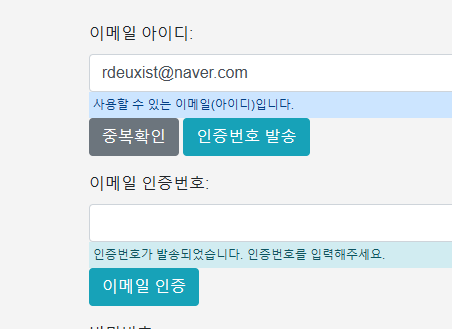 이메일 아이디:
rdeuxist@naver.com
사용할 수 있는 이메일(아이디)입니다.
중복확인 인증번호 발송
이메일 인증번호:
인증번호가 발송되었습니다. 인증번호를 입력해주세요.
이메일 인증